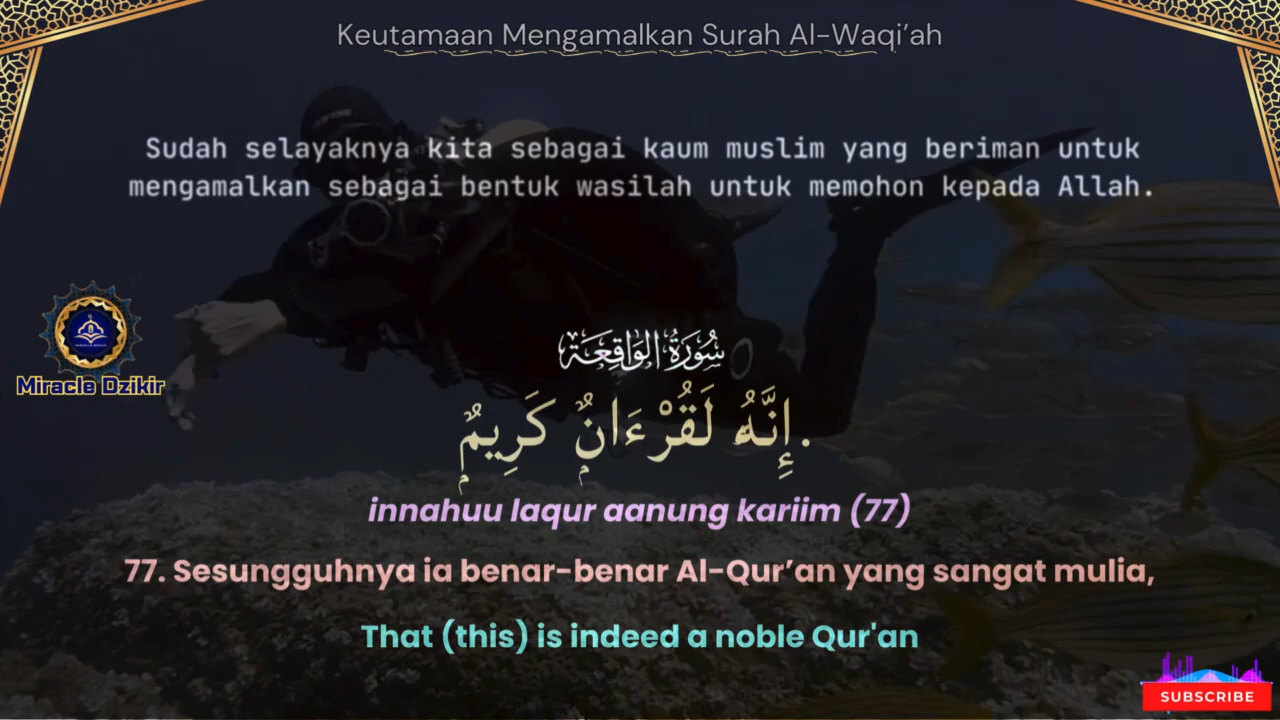 Keutamaan Mengamalkan Surah Al-Waqi’ah
Sudah selayaknya kita sebagai kaum muslim yang beriman untuk
mengamalkan sebagai bentuk wasilah untuk memohon kepada Allah.
Miracle Dzikir
سُورَةُ الوَاقِعَة
إِنَّهُۥ لَقُرْءَانٌۭ كَرِيمٌۭ.
innahuu laqur aanung kariim (77)
77. Sesungguhnya ia benar-benar Al-Qur’an yang sangat mulia,
That (this) is indeed a noble Qur'an
SUBSCRIBE